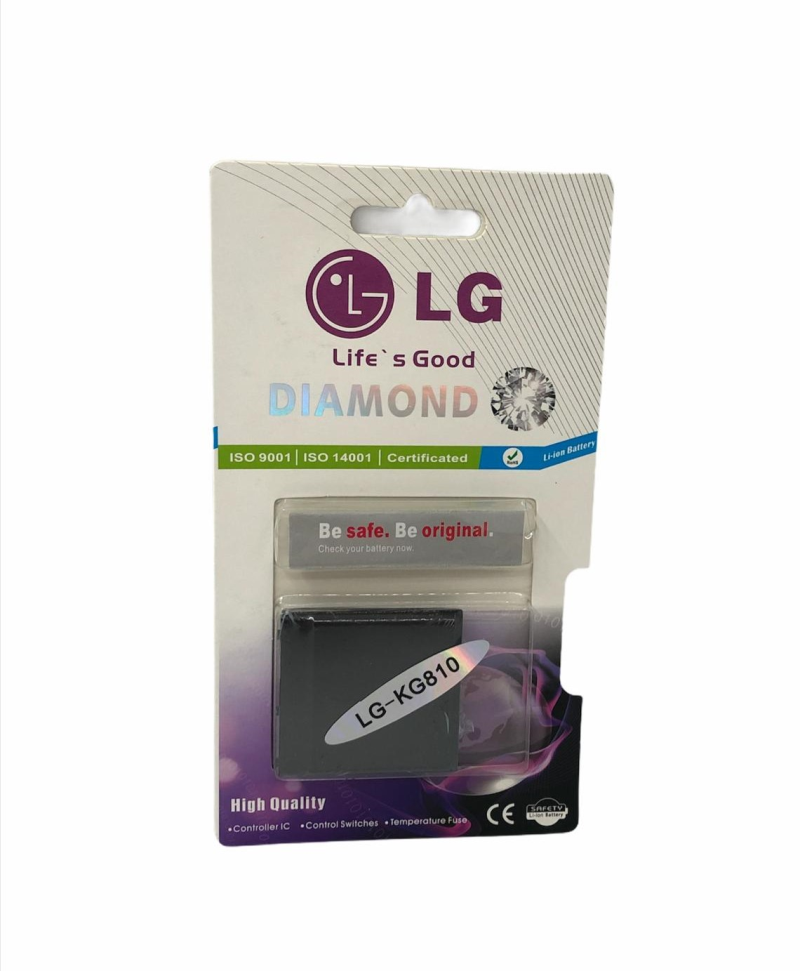 LG
Life`s Good
DIAMOND
ISO 9001 | ISO 14001 | Certificated
RoHS
Li-ion Battery
Be safe. Be original.
Check your battery now.
LG-KG810
High Quality
•Controller IC •Control Switches •Temperature Fuse
CE
SAFETY
Li-ion Battery